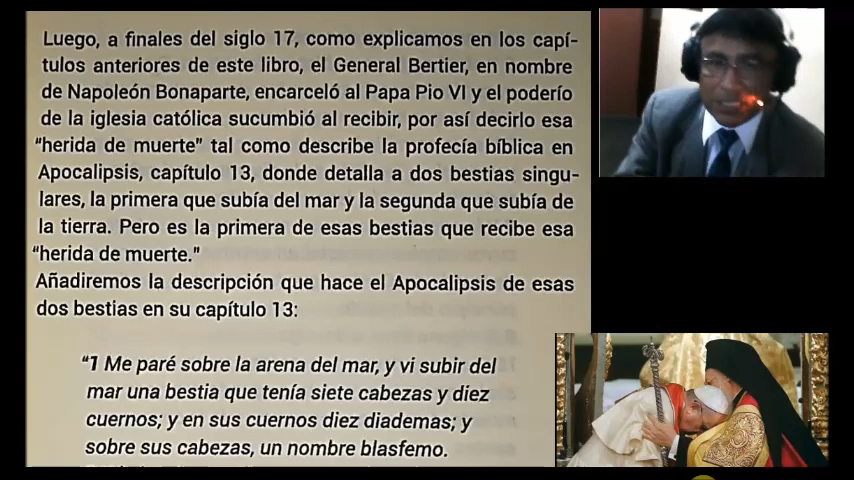 Luego, a finales del siglo 17, como explicamos en los capí-
tulos anteriores de este libro, el General Bertier, en nombre
de Napoleón Bonaparte, encarceló al Papa Pio VI y el poderío
de la iglesia católica sucumbió al recibir, por así decirlo esa
“herida de muerte” tal como describe la profecía bíblica en
Apocalipsis, capítulo 13, donde detalla a dos bestias singu-
lares, la primera que subía del mar y la segunda que subía de
la tierra. Pero es la primera de esas bestias que recibe esa
“herida de muerte.”
Añadiremos la descripción que hace el Apocalipsis de esas
dos bestias en su capítulo 13:
“1 Me paré sobre la arena del mar, y vi subir del
mar una bestia que tenía siete cabezas y diez
cuernos; y en sus cuernos diez diademas; y
sobre sus cabezas, un nombre blasfemo.